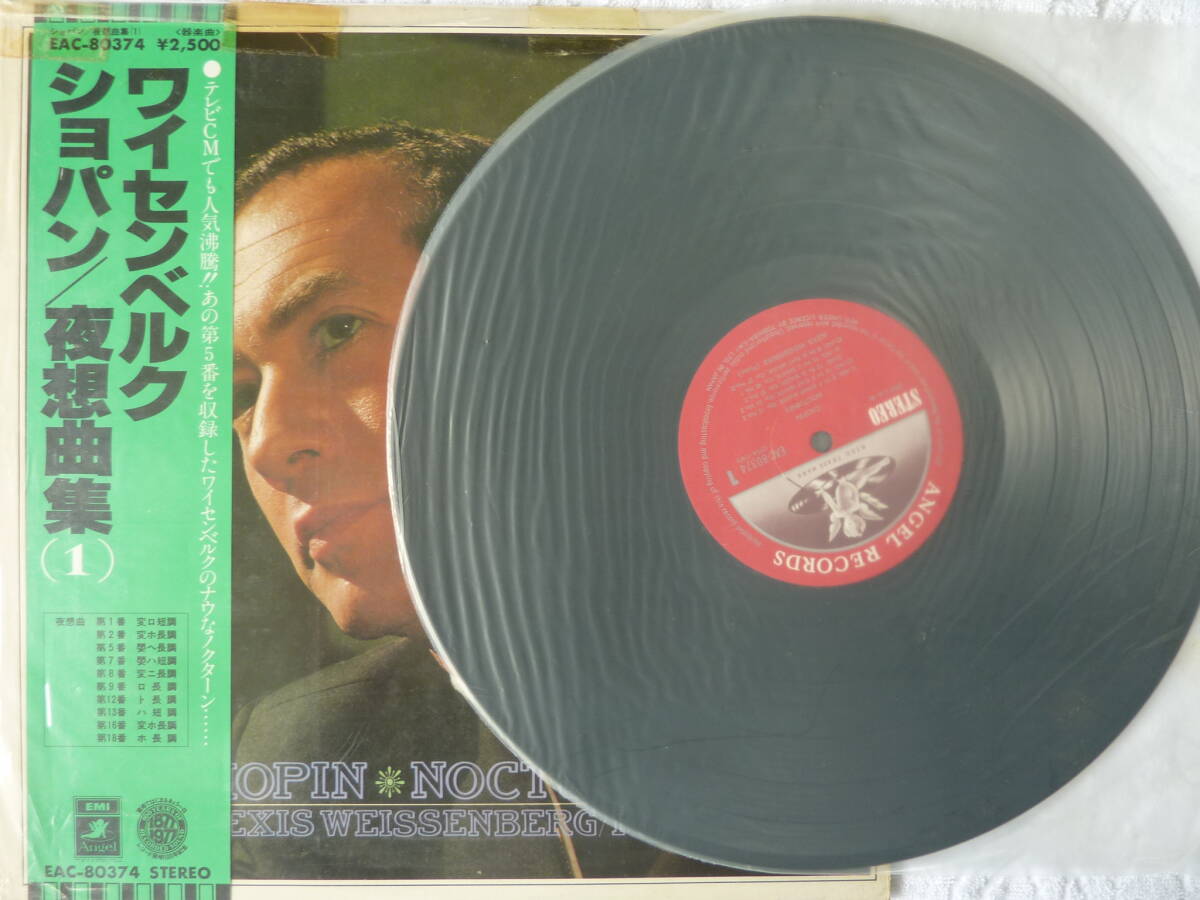 ショパン/夜想曲集(1) 〈器楽曲〉
EAC-80374 ¥2,500
ワイセンベルク
ショパン/夜想曲集(1)
●テレビCMでも人気沸騰!!あの第5番を収録したワイセンベルクのナウなノクターン……
夜想曲 第1番 変ロ短調
第2番 変ホ長調
第5番 嬰ヘ長調
第7番 嬰ハ短調
第8番 変ニ長調
第9番 ロ長調
第12番 ト長調
第13番 ハ短調
第16番 変ホ長調
第18番 ホ長調
EMI
Angel
1877
1977
EAC-80374 STEREO
HOPIN NOCT
EXIS WEISSENBERG
ANGEL RECORDS
STEREO
EAC-80374
1